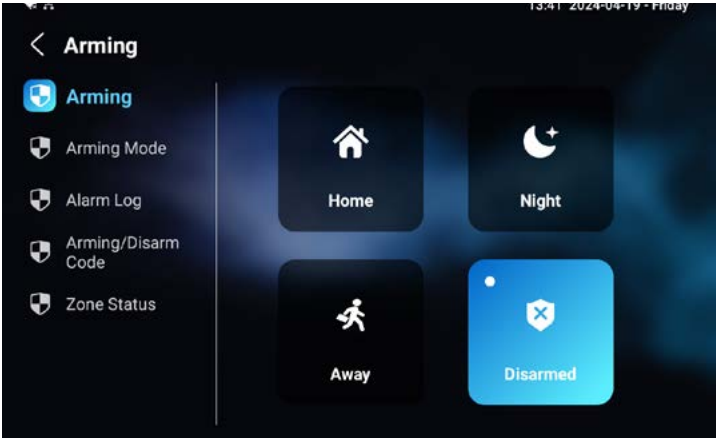 13:41 2024-04-19 - Friday
Arming
Arming
Arming Mode
Alarm Log
Arming/Disarm
Code
Zone Status
Home
Night
Away
Disarmed